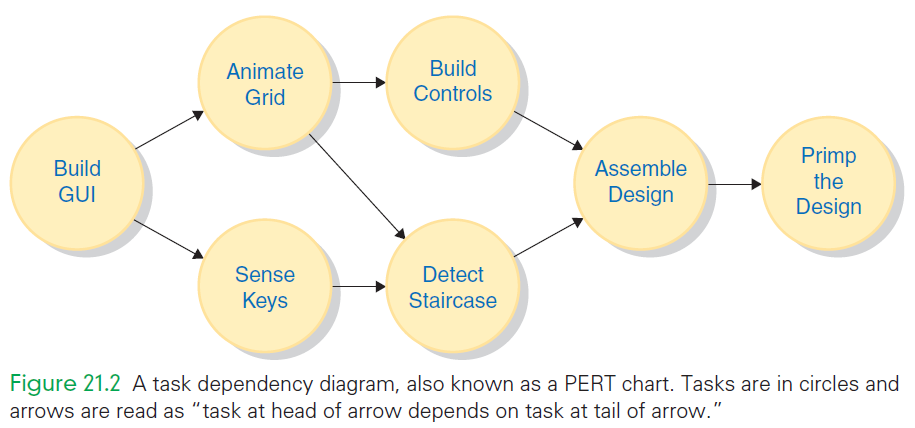 Animate
Grid
Build
Controls
Build
GUI
Assemble
Design
Primp
the
Design
Sense
Keys
Detect
Staircase
Figure 21.2 A task dependency diagram, also known as a PERT chart. Tasks are in circles and
arrows are read as “task at head of arrow depends on task at tail of arrow.”